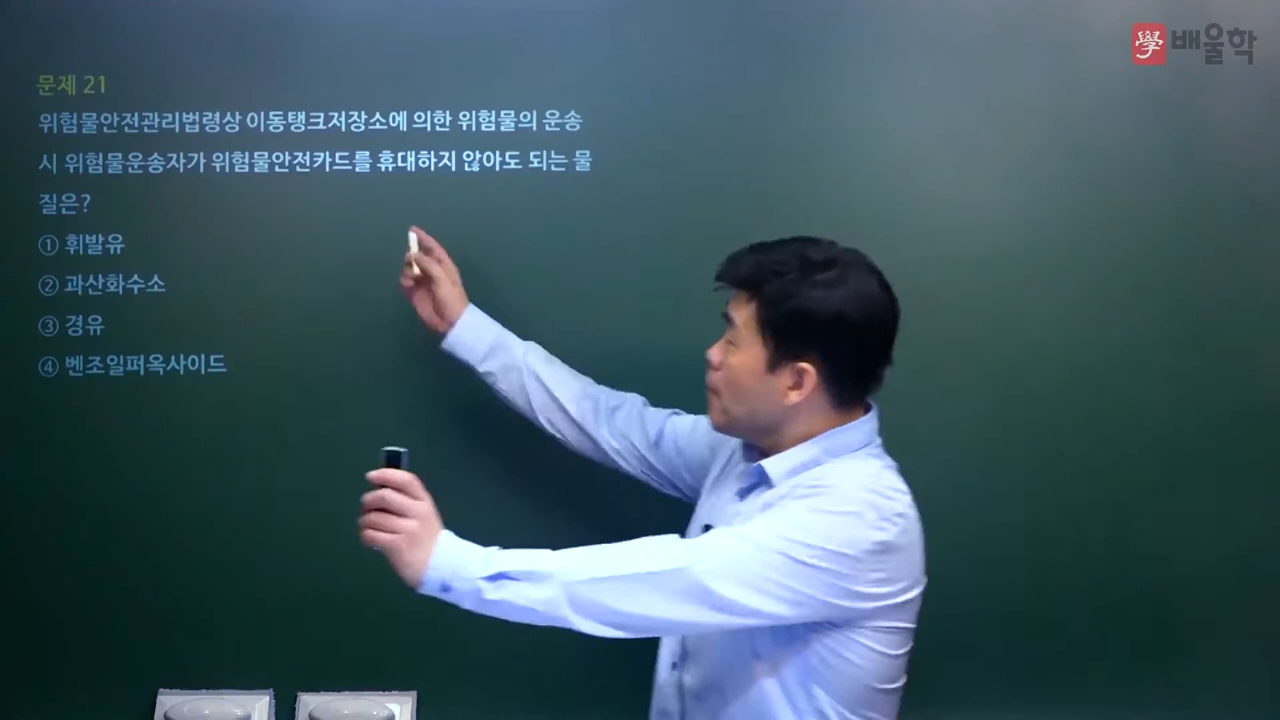 學 배울학
문제 21
위험물안전관리법령상 이동탱크저장소에 의한 위험물의 운송
시 위험물운송자가 위험물안전카드를 휴대하지 않아도 되는 물
질은?
① 휘발유
② 과산화수소
③ 경유
④ 벤조일퍼옥사이드